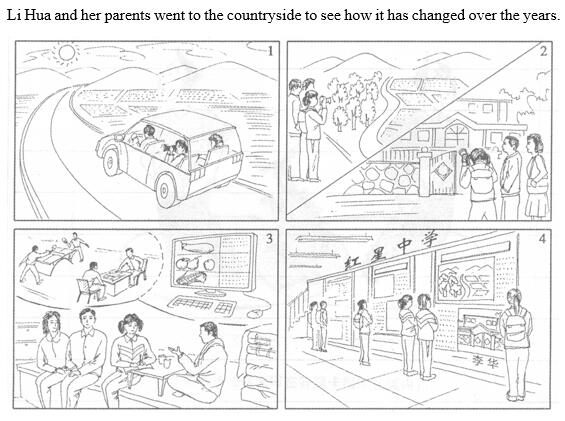 Li Hua and her parents went to the countryside to see how it has changed over the years.
1
2
3
4
红星中学
李华